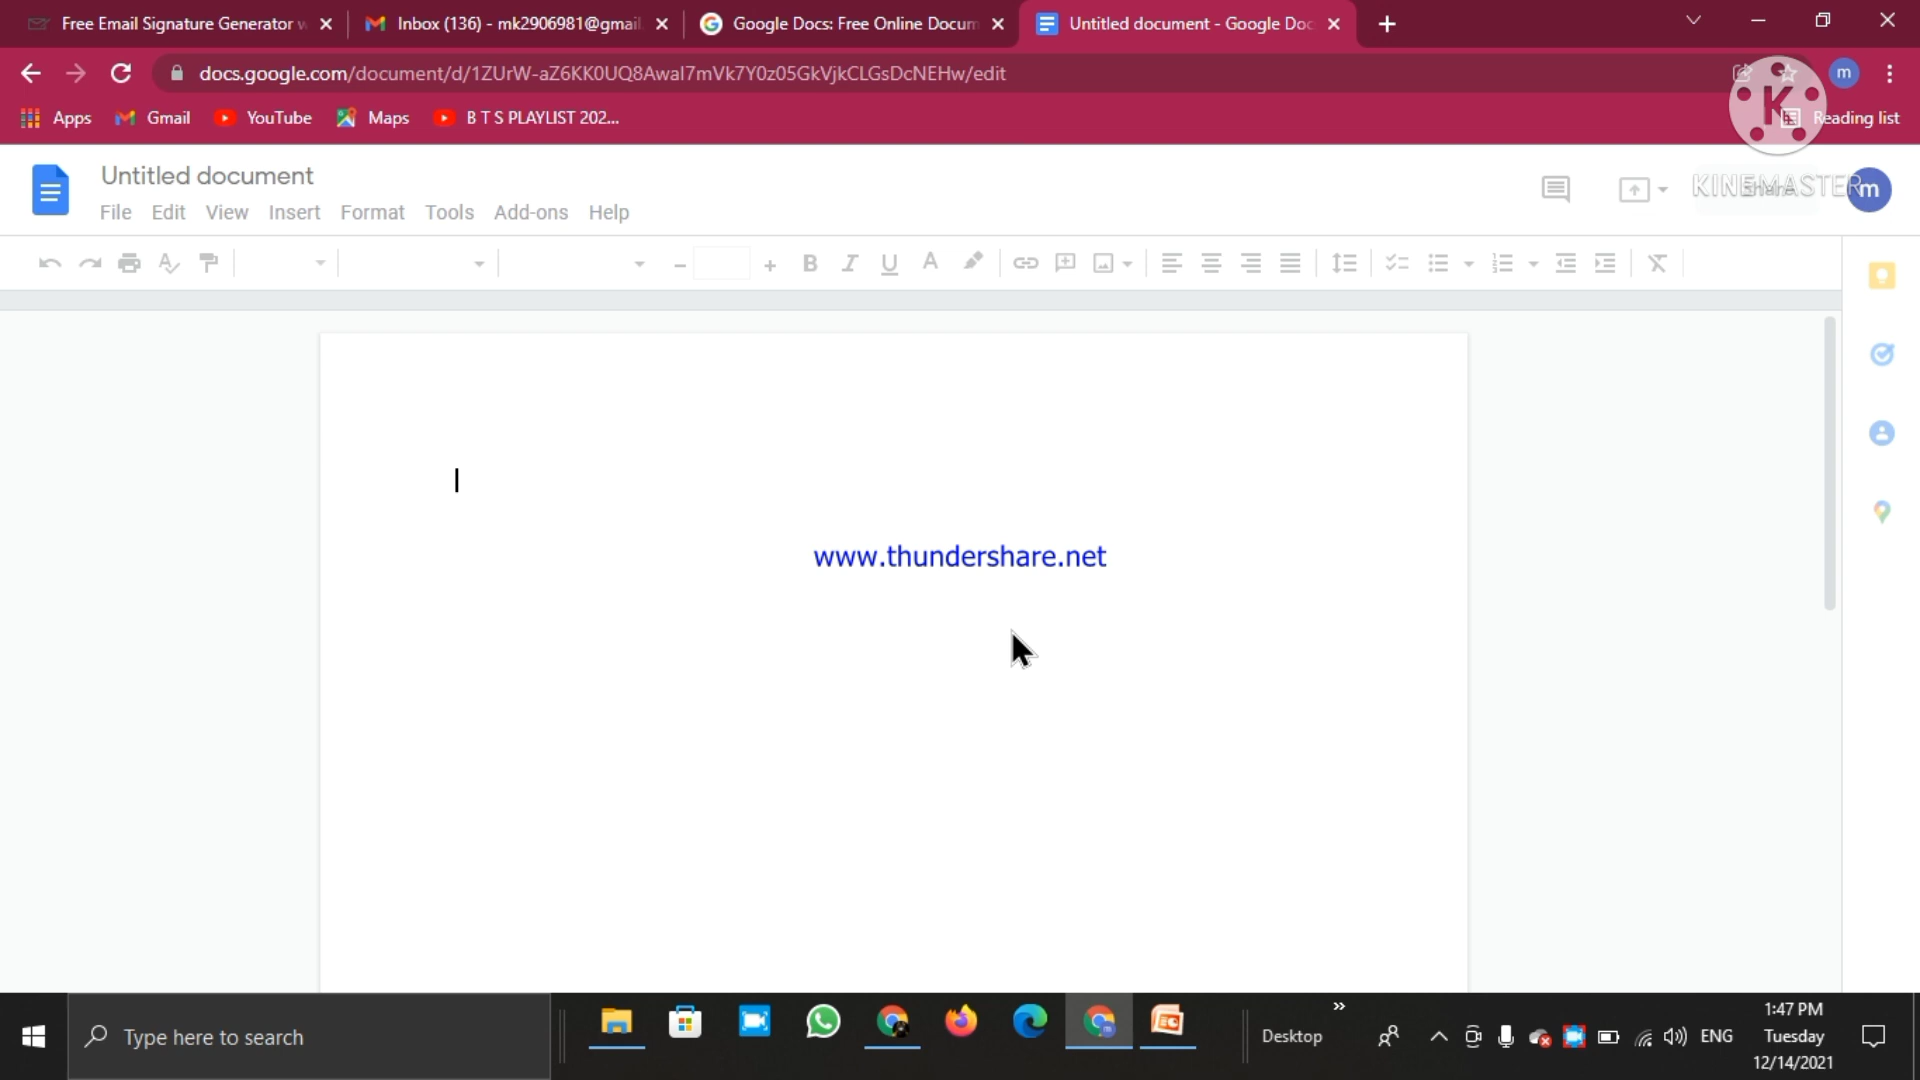 Free Email Signature Generator w
Inbox (136) - mk2906981@gmail.
Google Docs: Free Online Docum
Untitled document - Google Doc
docs.google.com/document/d/1ZUrW-aZ6KK0UQ8AwaI7mVk7Y0z05GkVjkCLGsDcNEHw/edit
m
Apps
Gmail
YouTube
Maps
B T S PLAYLIST 202...
K
Reading list
Untitled document
KINEMASTER
Share
m
File Edit View Insert Format Tools Add-ons Help
www.thundershare.net
Type here to search
Desktop
ENG
1:47 PM
Tuesday
12/14/2021